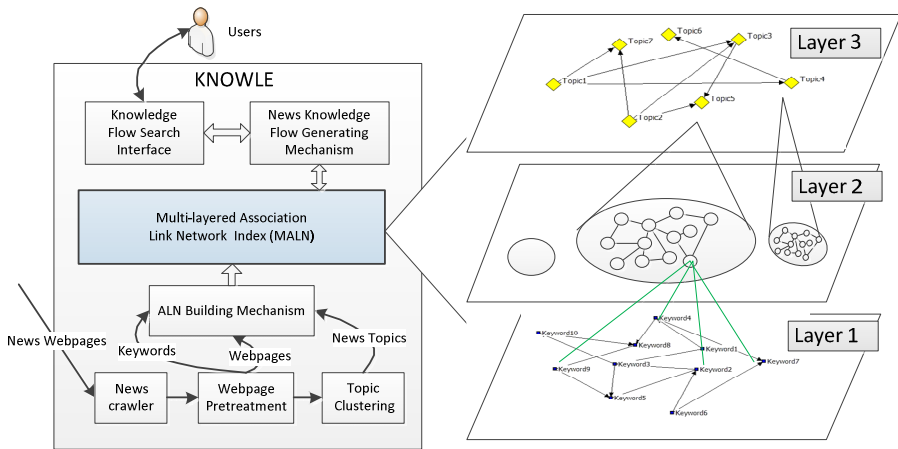 Users
KNOWLE
Knowledge
Flow Search
Interface
News Knowledge
Flow Generating
Mechanism
Multi-layered Association
Link Network Index (MALN)
ALN Building Mechanism
News Webpages
Keywords
Webpages
News Topics
News
crawler
Webpage
Pretreatment
Topic
Clustering
Layer 3
Topic6
Topic7
Topic3
Topic1
Topic4
Topic5
Topic2
Layer 2
Layer 1
Keyword4
Keyword10
Keyword8
Keyword1
Keyword7
Keyword9
Keyword3
Keyword2
Keyword5
Keyword6